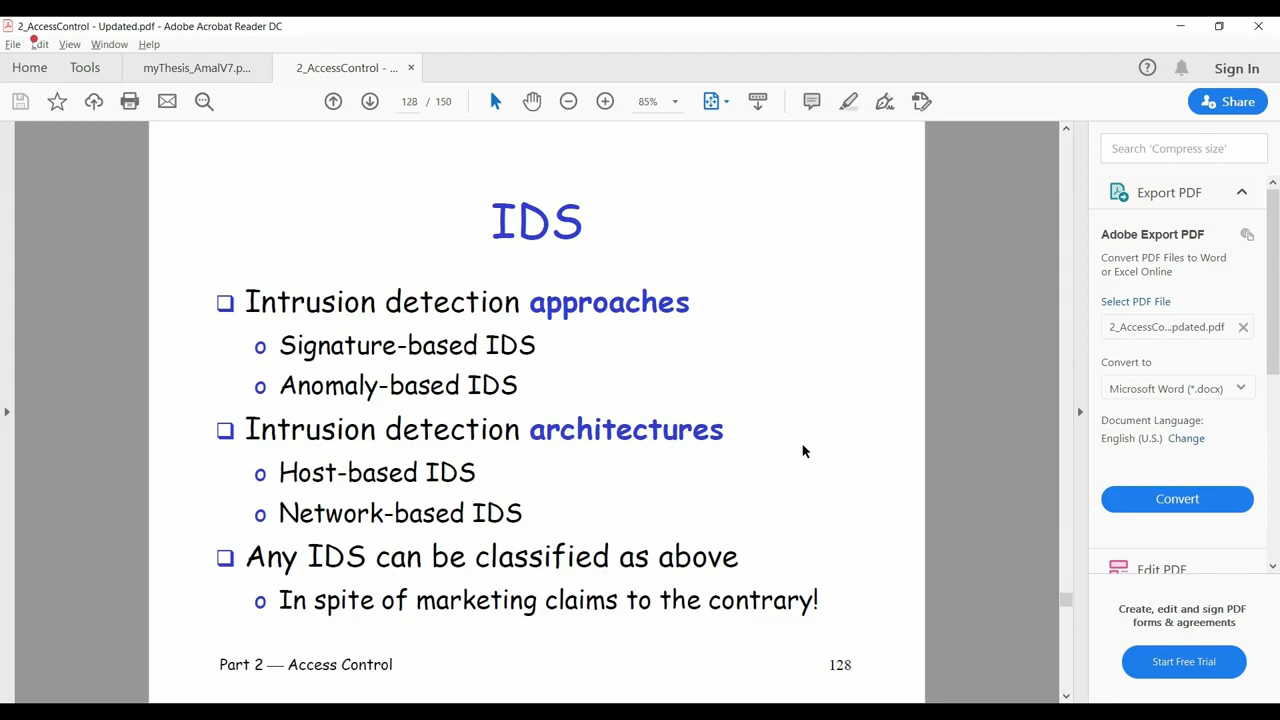 2_AccessControl - Updated.pdf - Adobe Acrobat Reader DC
File Edit View Window Help
Home Tools myThesis_AmalV7.p... 2_AccessControl - ... × Sign In
128 / 150 85% Share
Search 'Compress size'
Export PDF
Adobe Export PDF
Convert PDF Files to Word
or Excel Online
Select PDF File
2_AccessCo...pdated.pdf
Convert to
Microsoft Word (*.docx)
Document Language:
English (U.S.) Change
Convert
Edit PDF
Create, edit and sign PDF
forms & agreements
Start Free Trial
IDS
Intrusion detection approaches
o Signature-based IDS
o Anomaly-based IDS
Intrusion detection architectures
o Host-based IDS
o Network-based IDS
Any IDS can be classified as above
o In spite of marketing claims to the contrary!
Part 2 — Access Control 128